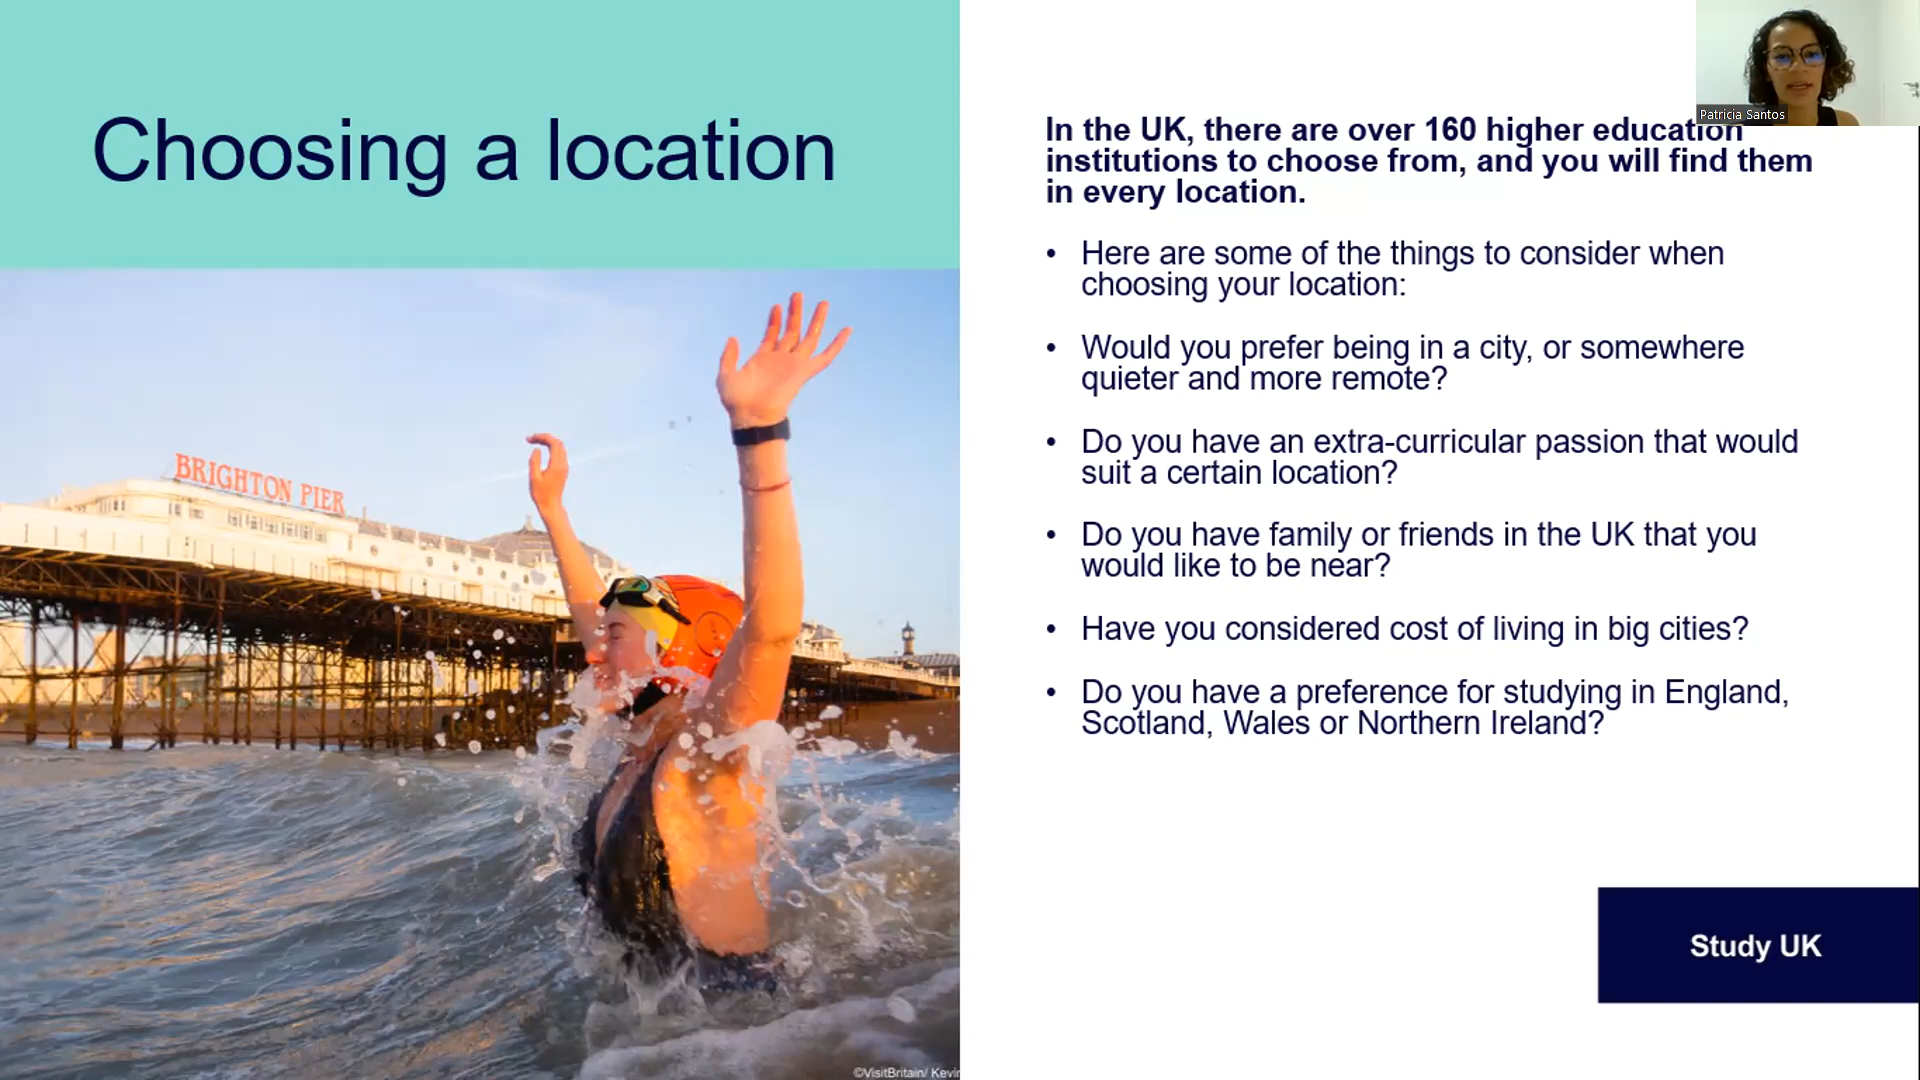 Choosing a location
Patricia Santos
In the UK, there are over 160 higher education
institutions to choose from, and you will find them
in every location.
• Here are some of the things to consider when
choosing your location:
• Would you prefer being in a city, or somewhere
quieter and more remote?
• Do you have an extra-curricular passion that would
suit a certain location?
• Do you have family or friends in the UK that you
would like to be near?
• Have you considered cost of living in big cities?
• Do you have a preference for studying in England,
Scotland, Wales or Northern Ireland?
BRIGHTON PIER
Study UK
©VisitBritain/ Kevin